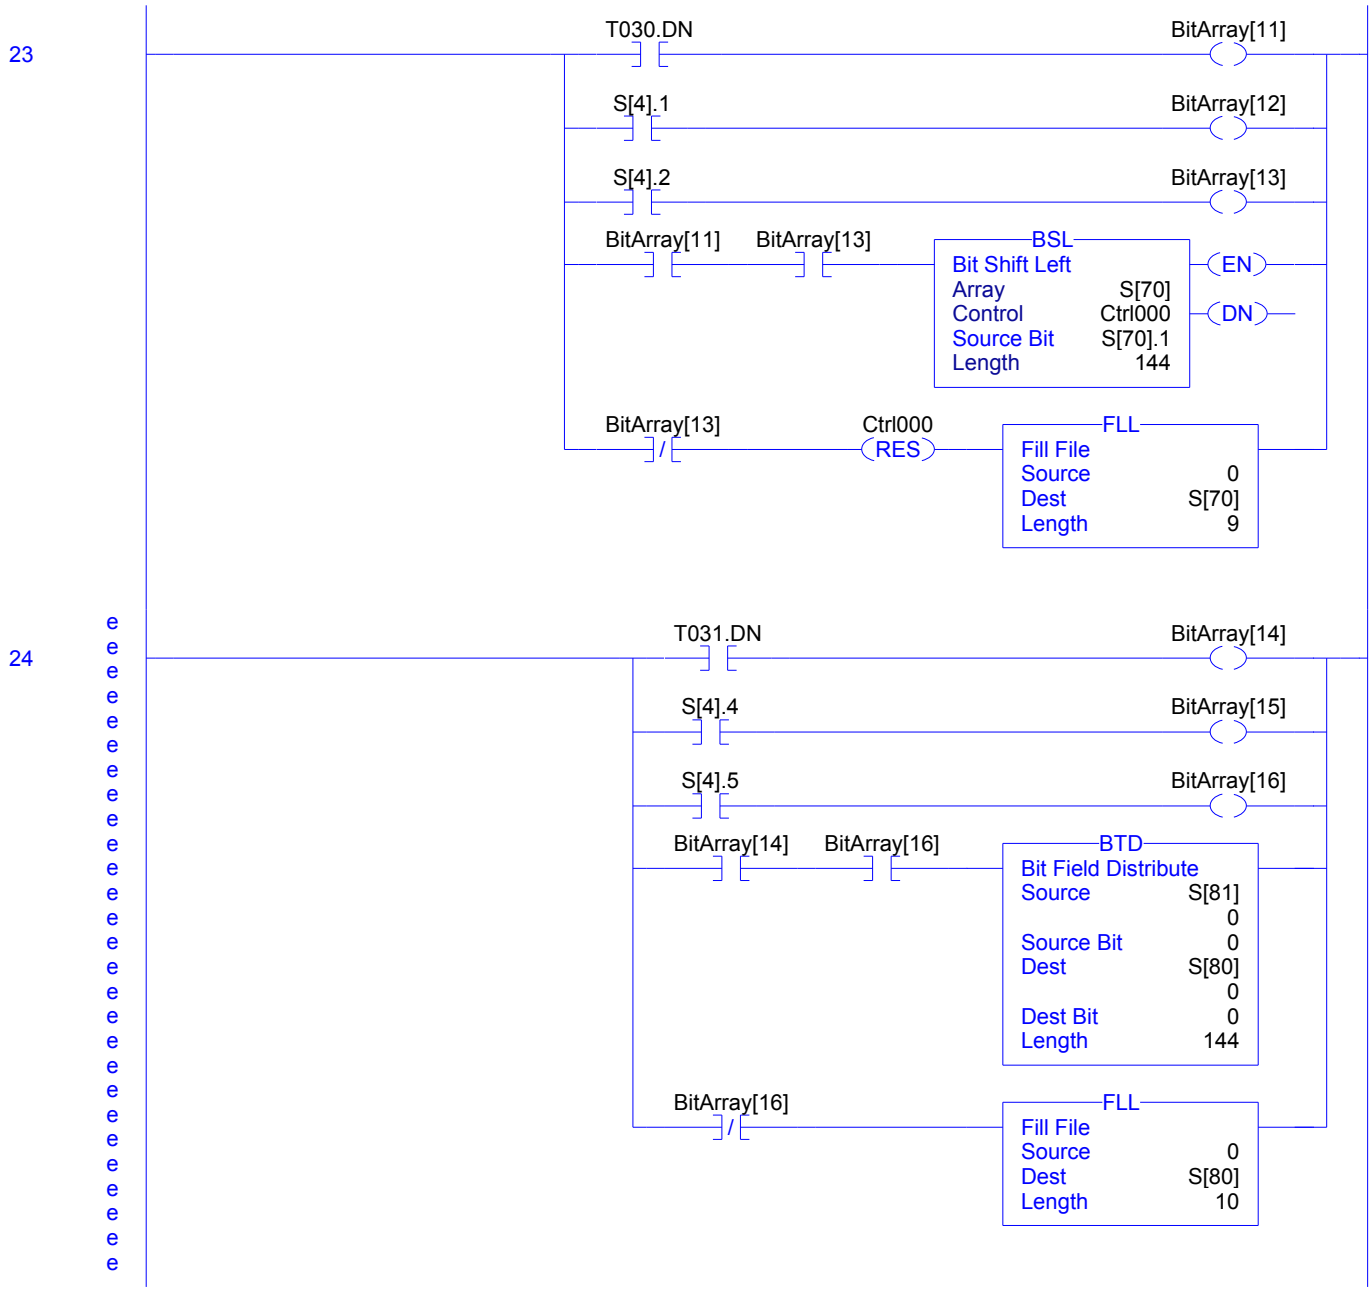 T030.DN BitArray[11]
23
S[4].1 BitArray[12]
S[4].2 BitArray[13]
BitArray[11] BitArray[13] BSL
Bit Shift Left EN
Array S[70]
Control Ctrl000 DN
Source Bit S[70].1
Length 144
BitArray[13] Ctrl000 FLL
/ RES Fill File
Source 0
Dest S[70]
Length 9
e
T031.DN BitArray[14]
e
24
e
e
e
S[4].4 BitArray[15]
e
e
e
S[4].5 BitArray[16]
e
e
BitArray[14] BitArray[16] BTD
e
e Bit Field Distribute
e Source S[81]
e 0
e Source Bit 0
e Dest S[80]
e 0
e Dest Bit 0
e Length 144
e
e
BitArray[16] FLL
e
e / Fill File
e Source 0
e Dest S[80]
e Length 10
e
e